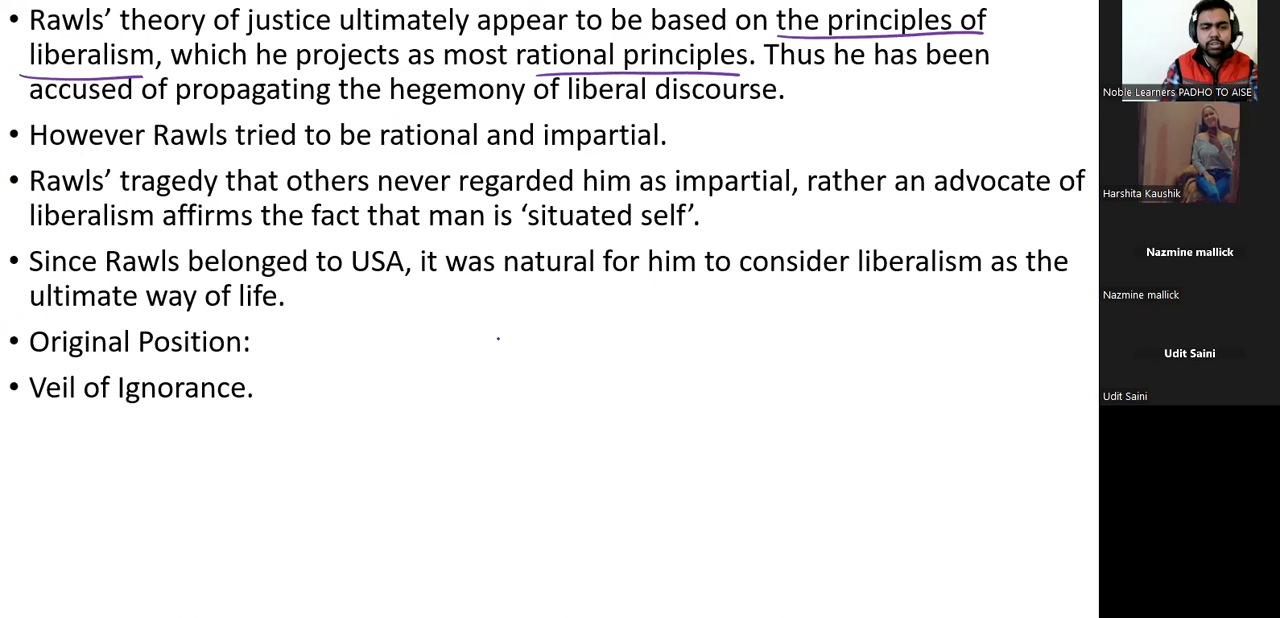 • Rawls’ theory of justice ultimately appear to be based on the principles of
liberalism, which he projects as most rational principles. Thus he has been
accused of propagating the hegemony of liberal discourse.
• However Rawls tried to be rational and impartial.
• Rawls’ tragedy that others never regarded him as impartial, rather an advocate of
liberalism affirms the fact that man is ‘situated self’.
• Since Rawls belonged to USA, it was natural for him to consider liberalism as the
ultimate way of life.
• Original Position:
• Veil of Ignorance.
Noble Learners PADHO TO AISE
Harshita Kaushik
Nazmine mallick
Nazmine mallick
Udit Saini
Udit Saini